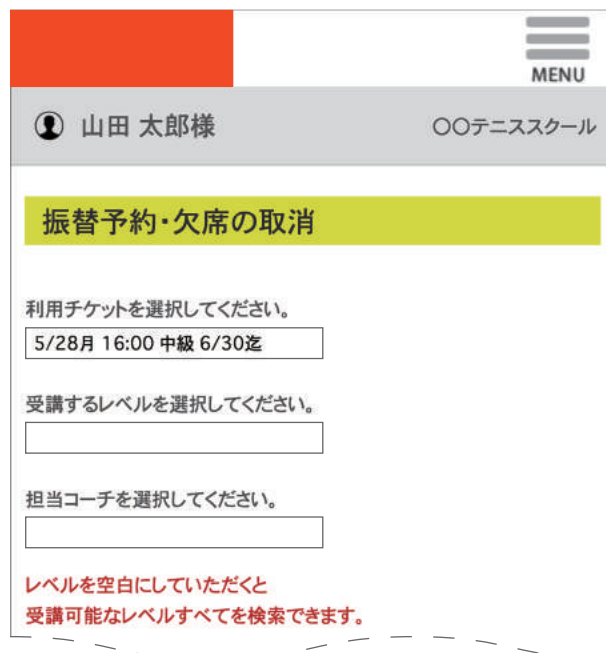 MENU
山田 太郎様
〇〇テニススクール
振替予約・欠席の取消
利用チケットを選択してください。
5/28月 16:00 中級 6/30迄
受講するレベルを選択してください。
担当コーチを選択してください。
レベルを空白にしていただくと
受講可能なレベルすべてを検索できます。